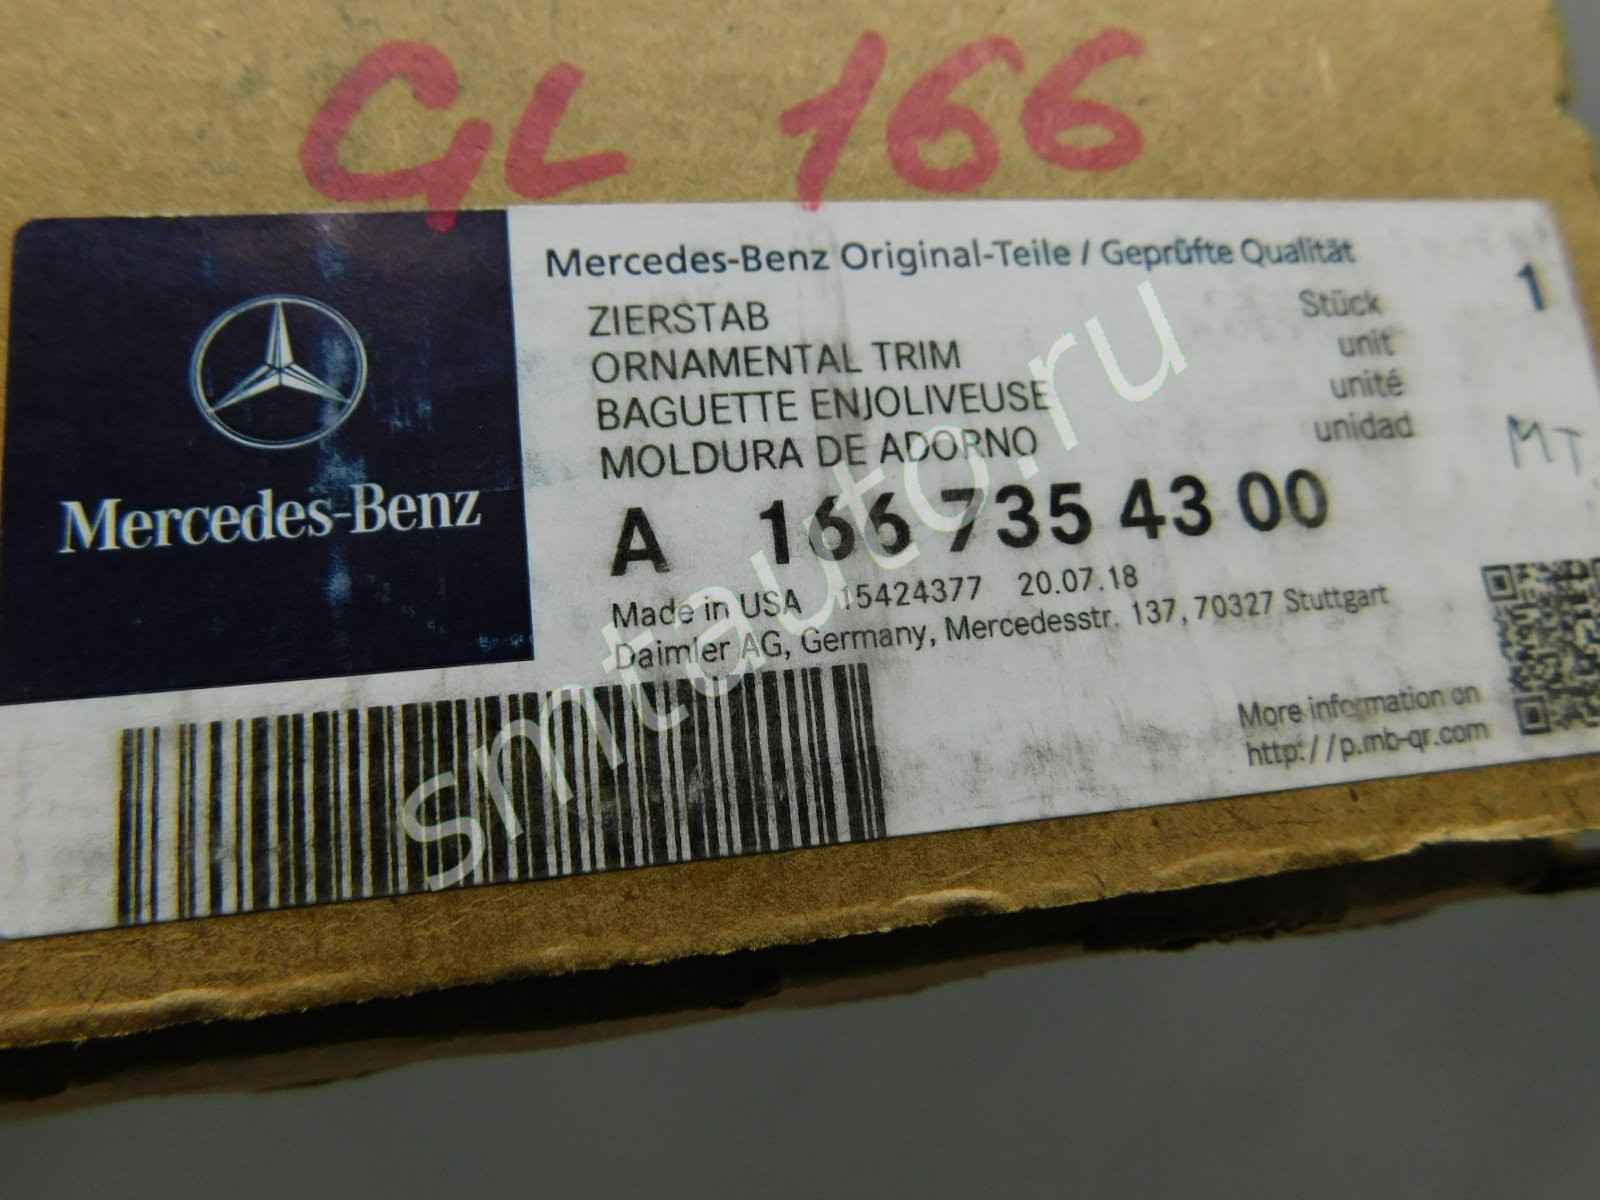 GL 166
Mercedes-Benz
Mercedes-Benz Original-Teile / Geprüfte Qualität
ZIERSTAB Stück 1
ORNAMENTAL TRIM unit
BAGUETTE ENJOLIVEUSE unité
MOLDURA DE ADORNO unidad
MT
A 166 735 43 00
Made in USA 15424377 20.07.18
Daimler AG, Germany, Mercedesstr. 137, 70327 Stuttgart
More information on
http://p.mb-qr.com
smtauto.ru